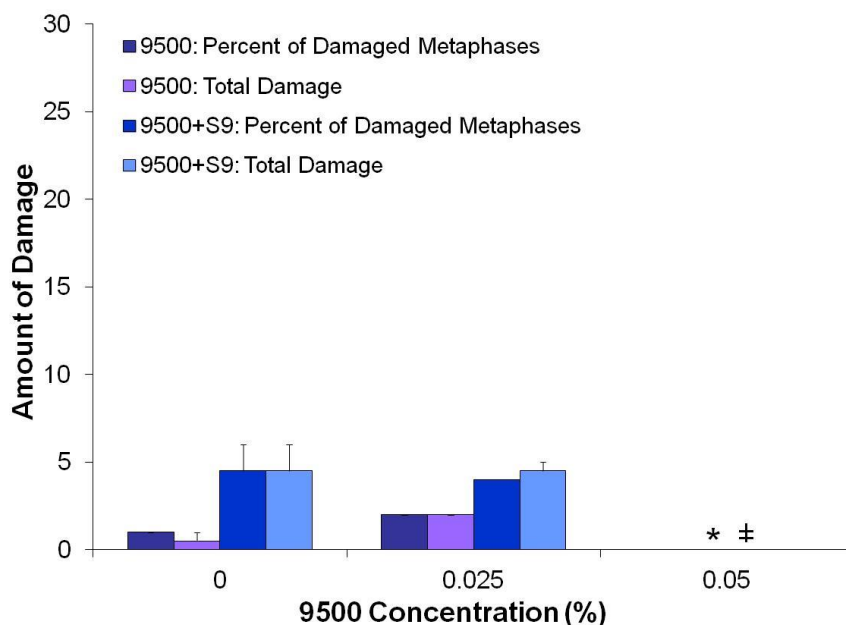 30
25
20
15
10
5
0
Amount of Damage
9500: Percent of Damaged Metaphases
9500: Total Damage
9500+S9: Percent of Damaged Metaphases
9500+S9: Total Damage
* ‡
0 0.025 0.05
9500 Concentration (%)